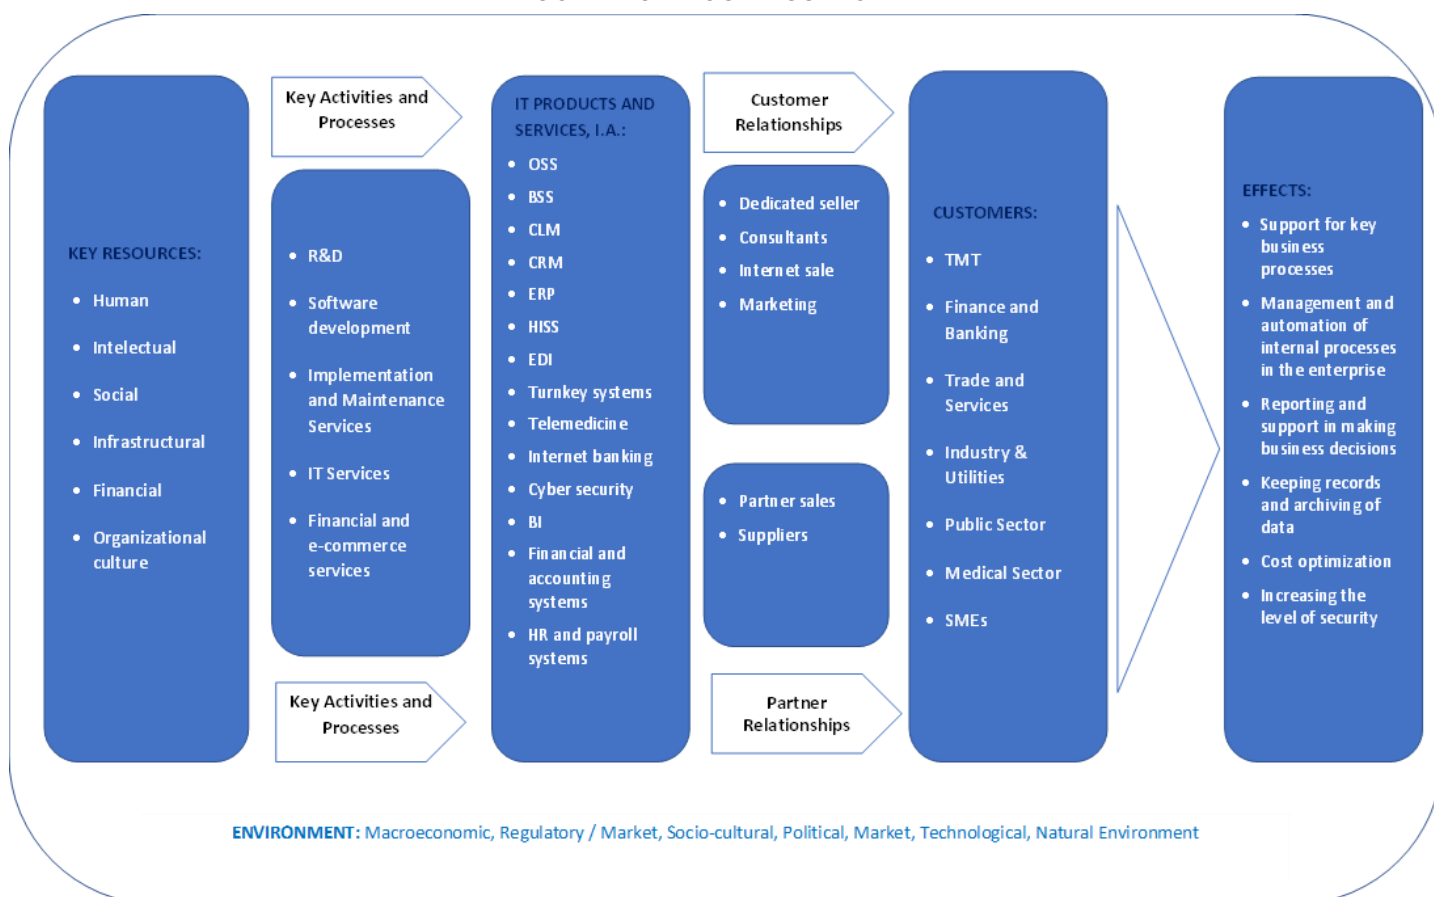 KEY RESOURCES:
Human
Intelectual
Social
Infrastructural
Financial
Organizational
culture
Key Activities and
Processes
R&D
Software
development
Implementation
and Maintenance
Services
IT Services
Financial and
e-commerce
services
Key Activities and
Processes
IT PRODUCTS AND
SERVICES, I.A.:
OSS
BSS
CLM
CRM
ERP
HISS
EDI
Turnkey systems
Telemedicine
Internet banking
Cyber security
BI
Financial and
accounting
systems
HR and payroll
systems
Customer
Relationships
Dedicated seller
Consultants
Internet sale
Marketing
Partner sales
Suppliers
Partner
Relationships
CUSTOMERS:
TMT
Finance and
Banking
Trade and
Services
Industry &
Utilities
Public Sector
Medical Sector
SMEs
EFFECTS:
Support for key
business
processes
Management and
automation of
internal processes
in the enterprise
Reporting and
support in making
business decisions
Keeping records
and archiving of
data
Cost optimization
Increasing the
level of security
ENVIRONMENT: Macroeconomic, Regulatory / Market, Socio-cultural, Political, Market, Technological, Natural Environment